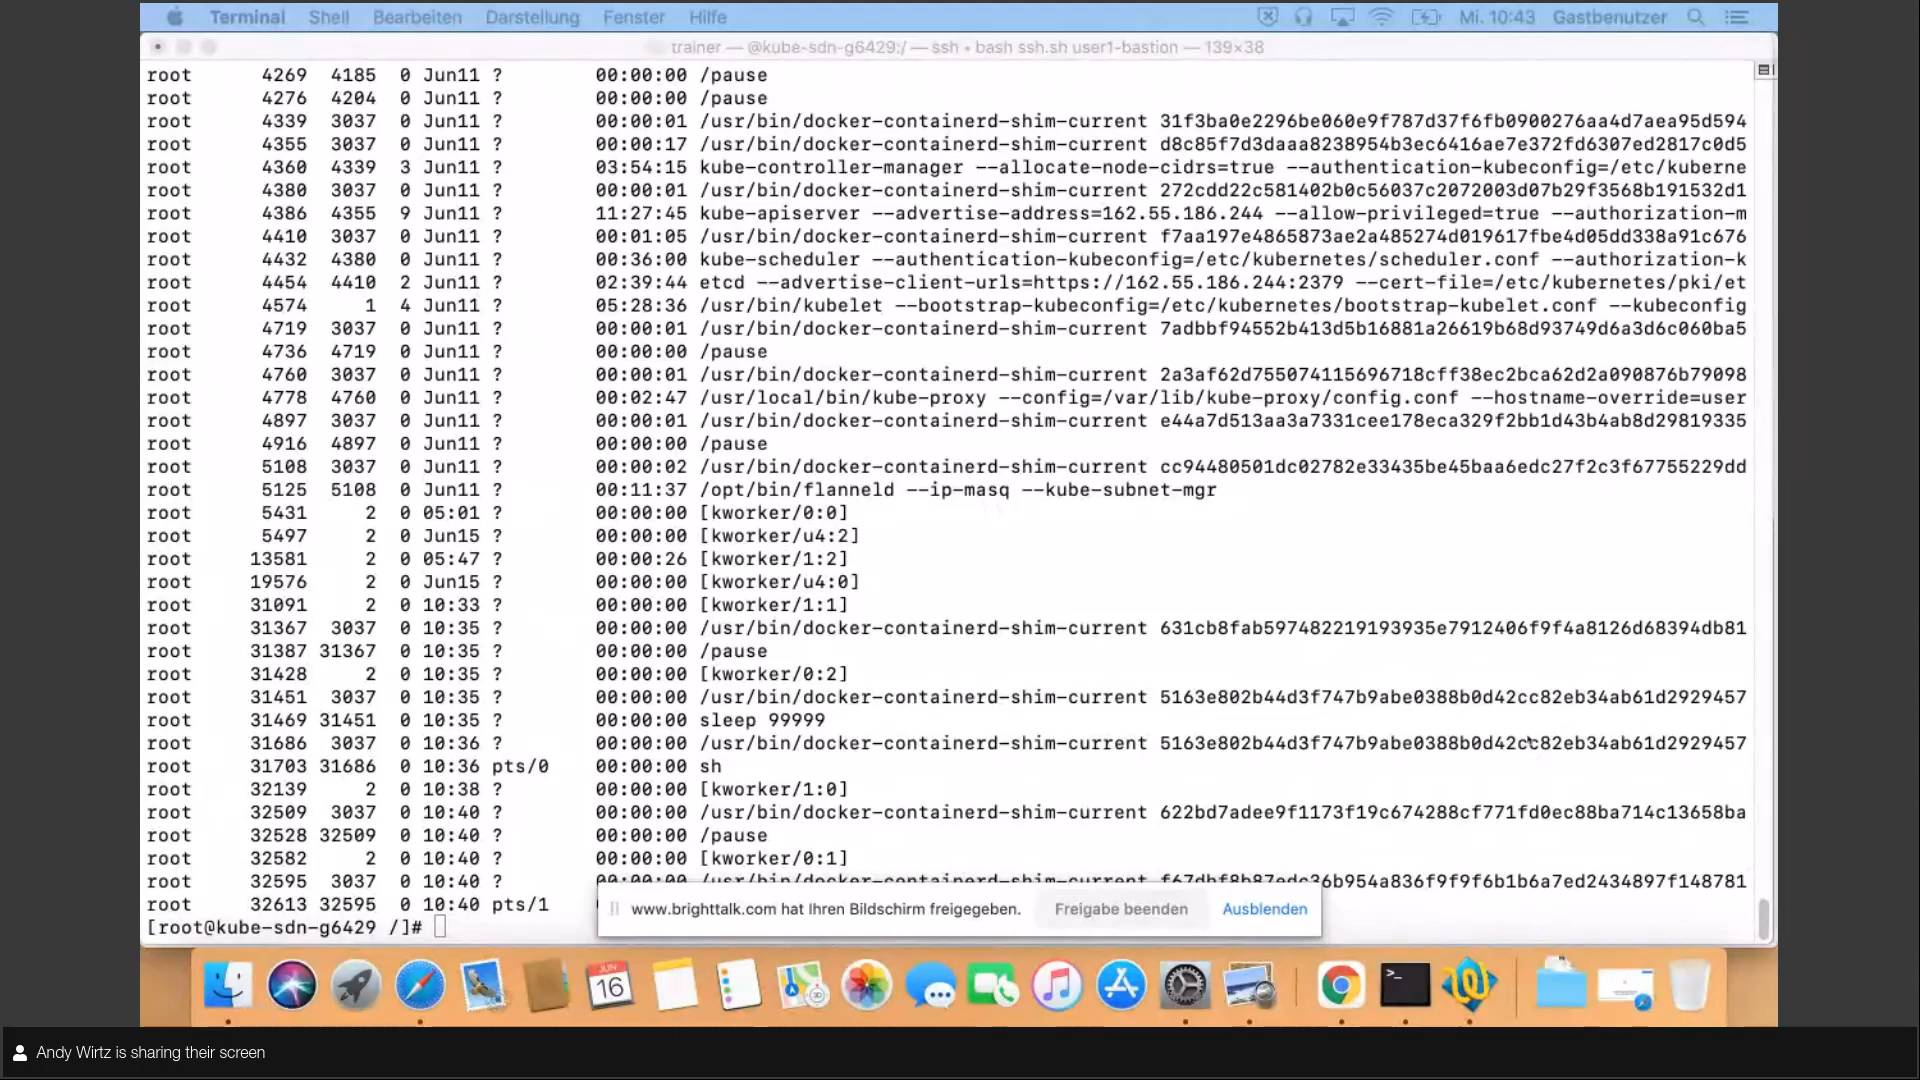 Terminal Shell Bearbeiten Darstellung Fenster Hilfe Mi. 10:43 Gastbenutzer
trainer — @kube-sdn-g6429:/ — ssh • bash ssh.sh user1-bastion — 139×38
root 4269 4185 0 Jun11 ? 00:00:00 /pause
root 4276 4204 0 Jun11 ? 00:00:00 /pause
root 4339 3037 0 Jun11 ? 00:00:01 /usr/bin/docker-containerd-shim-current 31f3ba0e2296be060e9f787d37f6fb0900276aa4d7aea95d594
root 4355 3037 0 Jun11 ? 00:00:17 /usr/bin/docker-containerd-shim-current d8c85f7d3daaa8238954b3ec6416ae7e372fd6307ed2817c0d5
root 4360 4339 3 Jun11 ? 03:54:15 kube-controller-manager --allocate-node-cidrs=true --authentication-kubeconfig=/etc/kuberne
root 4380 3037 0 Jun11 ? 00:00:01 /usr/bin/docker-containerd-shim-current 272cdd22c581402b0c56037c2072003d07b29f3568b191532d1
root 4386 4355 9 Jun11 ? 11:27:45 kube-apiserver --advertise-address=162.55.186.244 --allow-privileged=true --authorization-m
root 4410 3037 0 Jun11 ? 00:01:05 /usr/bin/docker-containerd-shim-current f7aa197e4865873ae2a485274d019617fbe4d05dd338a91c676
root 4432 4380 0 Jun11 ? 00:36:00 kube-scheduler --authentication-kubeconfig=/etc/kubernetes/scheduler.conf --authorization-k
root 4454 4410 2 Jun11 ? 02:39:44 etcd --advertise-client-urls=https://162.55.186.244:2379 --cert-file=/etc/kubernetes/pki/et
root 4574 1 4 Jun11 ? 05:28:36 /usr/bin/kubelet --bootstrap-kubeconfig=/etc/kubernetes/bootstrap-kubelet.conf --kubeconfig
root 4719 3037 0 Jun11 ? 00:00:01 /usr/bin/docker-containerd-shim-current 7adbbf94552b413d5b16881a26619b68d93749d6a3d6c060ba5
root 4736 4719 0 Jun11 ? 00:00:00 /pause
root 4760 3037 0 Jun11 ? 00:00:01 /usr/bin/docker-containerd-shim-current 2a3af62d755074115696718cff38ec2bca62d2a090876b79098
root 4778 4760 0 Jun11 ? 00:02:47 /usr/local/bin/kube-proxy --config=/var/lib/kube-proxy/config.conf --hostname-override=user
root 4897 3037 0 Jun11 ? 00:00:01 /usr/bin/docker-containerd-shim-current e44a7d513aa3a7331cee178eca329f2bb1d43b4ab8d29819335
root 4916 4897 0 Jun11 ? 00:00:00 /pause
root 5108 3037 0 Jun11 ? 00:00:02 /usr/bin/docker-containerd-shim-current cc94480501dc02782e33435be45baa6edc27f2c3f67755229dd
root 5125 5108 0 Jun11 ? 00:11:37 /opt/bin/flanneld --ip-masq --kube-subnet-mgr
root 5431 2 0 05:01 ? 00:00:00 [kworker/0:0]
root 5497 2 0 Jun15 ? 00:00:00 [kworker/u4:2]
root 13581 2 0 05:47 ? 00:00:26 [kworker/1:2]
root 19576 2 0 Jun15 ? 00:00:00 [kworker/u4:0]
root 31091 2 0 10:33 ? 00:00:00 [kworker/1:1]
root 31367 3037 0 10:35 ? 00:00:00 /usr/bin/docker-containerd-shim-current 631cb8fab597482219193935e7912406f9f4a8126d68394db81
root 31387 31367 0 10:35 ? 00:00:00 /pause
root 31428 2 0 10:35 ? 00:00:00 [kworker/0:2]
root 31451 3037 0 10:35 ? 00:00:00 /usr/bin/docker-containerd-shim-current 5163e802b44d3f747b9abe0388b0d42cc82eb34ab61d2929457
root 31469 31451 0 10:35 ? 00:00:00 sleep 99999
root 31686 3037 0 10:36 ? 00:00:00 /usr/bin/docker-containerd-shim-current 5163e802b44d3f747b9abe0388b0d42cc82eb34ab61d2929457
root 31703 31686 0 10:36 pts/0 00:00:00 sh
root 32139 2 0 10:38 ? 00:00:00 [kworker/1:0]
root 32509 3037 0 10:40 ? 00:00:00 /usr/bin/docker-containerd-shim-current 622bd7adee9f1173f19c674288cf771fd0ec88ba714c13658ba
root 32528 32509 0 10:40 ? 00:00:00 /pause
root 32582 2 0 10:40 ? 00:00:00 [kworker/0:1]
root 32595 3037 0 10:40 ? 00:00:00 /usr/bin/docker-containerd-shim-current
root 32613 32595 0 10:40 pts/1
[root@kube-sdn-g6429 /]#
www.brighttalk.com hat Ihren Bildschirm freigegeben. Freigabe beenden Ausblenden
JUN
16
Andy Wirtz is sharing their screen